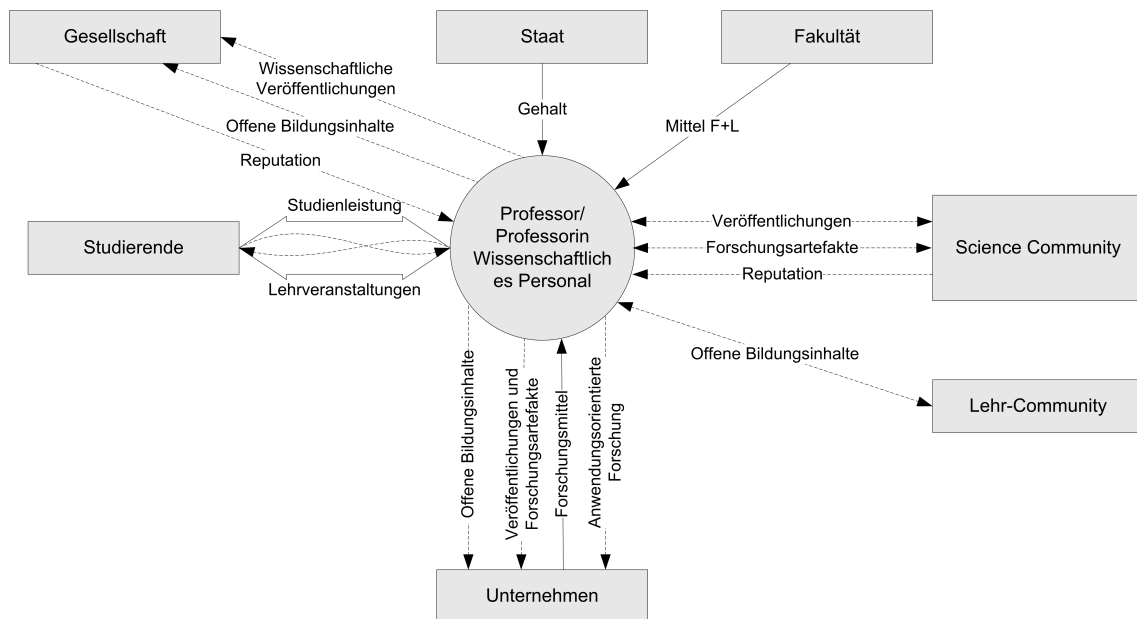 Gesellschaft
Staat
Fakultät
Wissenschaftliche
Veröffentlichungen
Gehalt
Offene Bildungsinhalte
Mittel F+L
Reputation
Studienleistung
Studierende
Lehrveranstaltungen
Professor/
Professorin
Wissenschaftlich
es Personal
Veröffentlichungen
Forschungsartefakte
Reputation
Science Community
Offene Bildungsinhalte
Lehr-Community
Offene Bildungsinhalte
Veröffentlichungen und
Forschungsartefakte
Forschungsmittel
Anwendungsorientierte
Forschung
Unternehmen